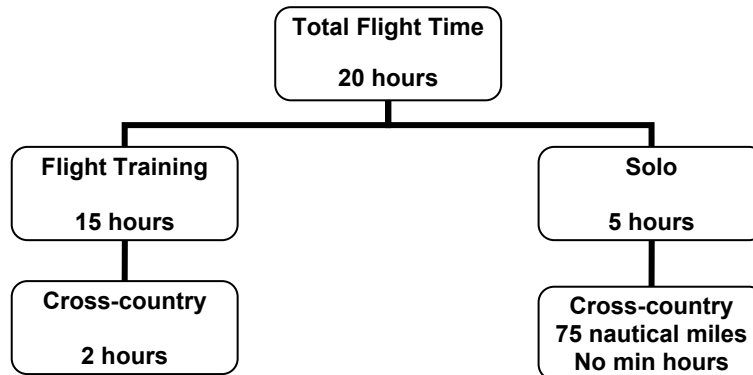 Total Flight Time
20 hours
Flight Training
15 hours
Solo
5 hours
Cross-country
2 hours
Cross-country
75 nautical miles
No min hours